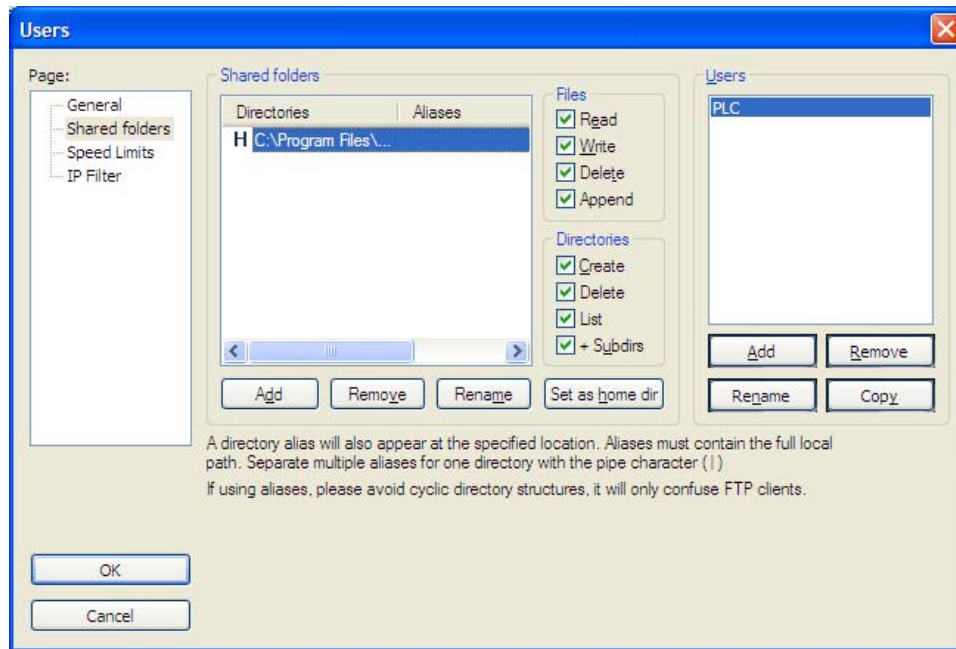 Users
Page:
General
Shared folders
Speed Limits
IP Filter
Shared folders
Directories Aliases
H C:\Program Files\...
Files
Read
Write
Delete
Append
Directories
Create
Delete
List
+ Subdirs
Add Remove Rename Set as home dir
Users
PLC
Add Remove
Rename Copy
A directory alias will also appear at the specified location. Aliases must contain the full local
path. Separate multiple aliases for one directory with the pipe character ( | )
If using aliases, please avoid cyclic directory structures, it will only confuse FTP clients.
OK
Cancel